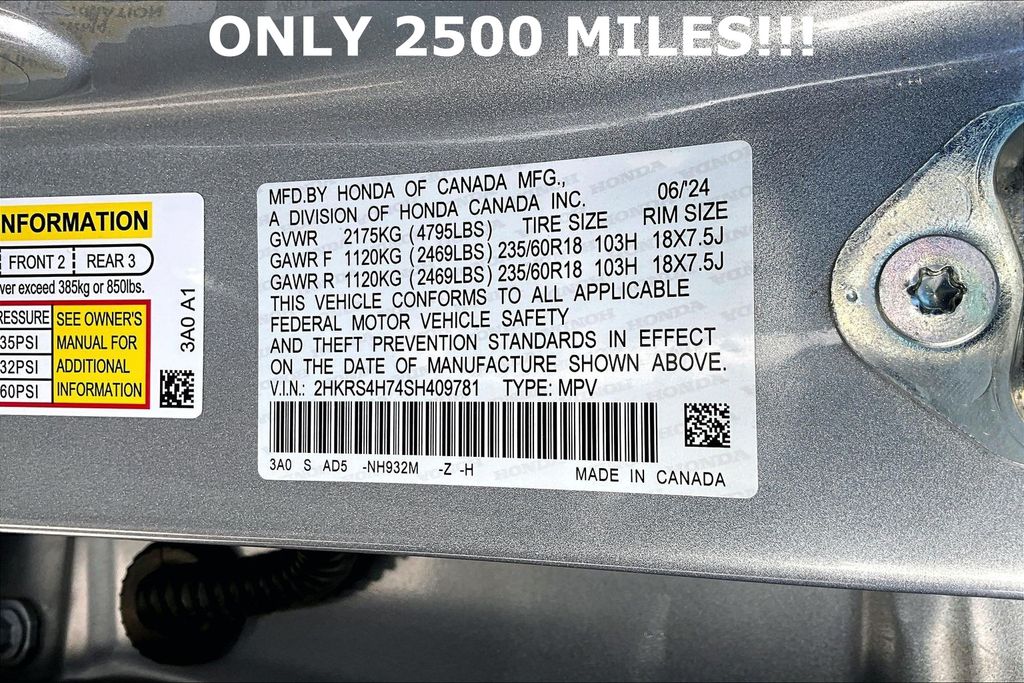 ONLY 2500 MILES!!!
INFORMATION
FRONT 2 REAR 3
ver exceed 385kg or 850lbs.
PRESSURE
35PSI
32PSI
60PSI
SEE OWNER'S
MANUAL FOR
ADDITIONAL
INFORMATION
3A0 A1
MFD.BY HONDA OF CANADA MFG., 06/'24
A DIVISION OF HONDA CANADA INC.
GVWR 2175KG (4795LBS) TIRE SIZE RIM SIZE
GAWR F 1120KG (2469LBS) 235/60R18 103H 18X7.5J
GAWR R 1120KG (2469LBS) 235/60R18 103H 18X7.5J
THIS VEHICLE CONFORMS TO ALL APPLICABLE
FEDERAL MOTOR VEHICLE SAFETY
AND THEFT PREVENTION STANDARDS IN EFFECT
ON THE DATE OF MANUFACTURE SHOWN ABOVE.
V.I.N.: 2HKRS4H74SH409781 TYPE: MPV
3A0 S AD5 -NH932M -Z -H
MADE IN CANADA